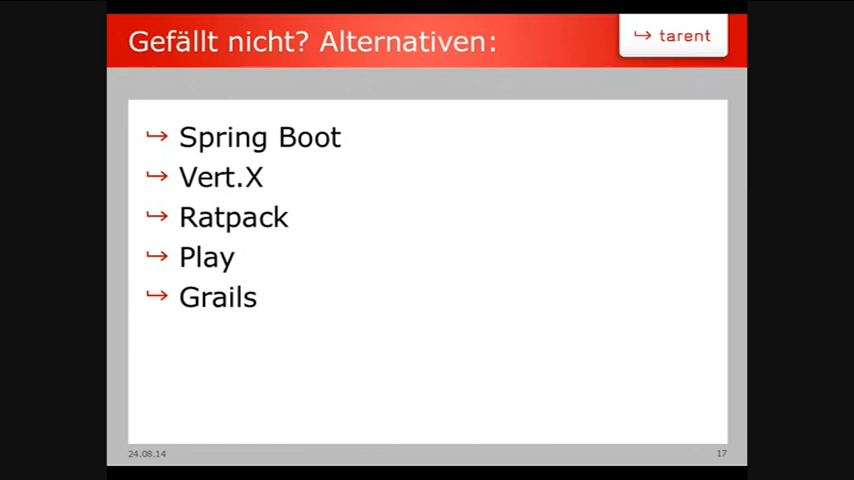 Gefällt nicht? Alternativen:
tarent
Spring Boot
Vert.X
Ratpack
Play
Grails
24.08.14
17